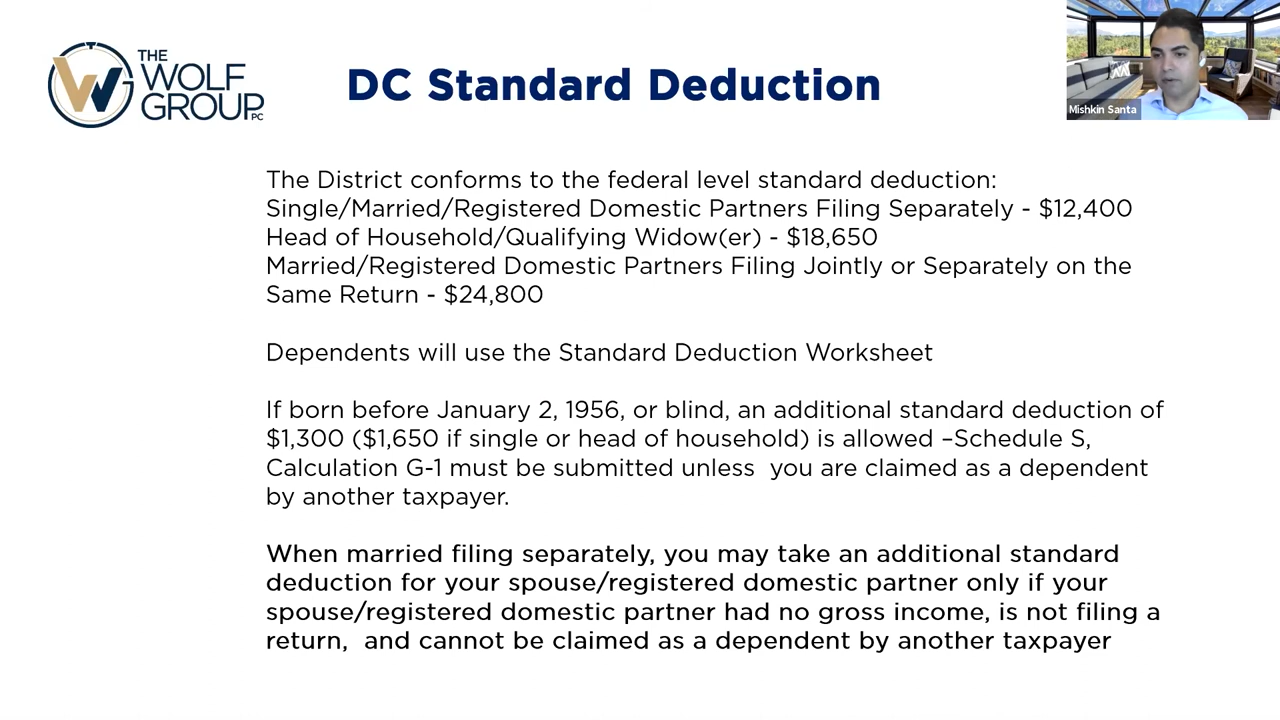 THE
WOLF
GROUP PC
DC Standard Deduction
Mishkin Santa
The District conforms to the federal level standard deduction:
Single/Married/Registered Domestic Partners Filing Separately - $12,400
Head of Household/Qualifying Widow(er) - $18,650
Married/Registered Domestic Partners Filing Jointly or Separately on the
Same Return - $24,800
Dependents will use the Standard Deduction Worksheet
If born before January 2, 1956, or blind, an additional standard deduction of
$1,300 ($1,650 if single or head of household) is allowed –Schedule S,
Calculation G-1 must be submitted unless  you are claimed as a dependent
by another taxpayer.
When married filing separately, you may take an additional standard
deduction for your spouse/registered domestic partner only if your
spouse/registered domestic partner had no gross income, is not filing a
return,  and cannot be claimed as a dependent by another taxpayer